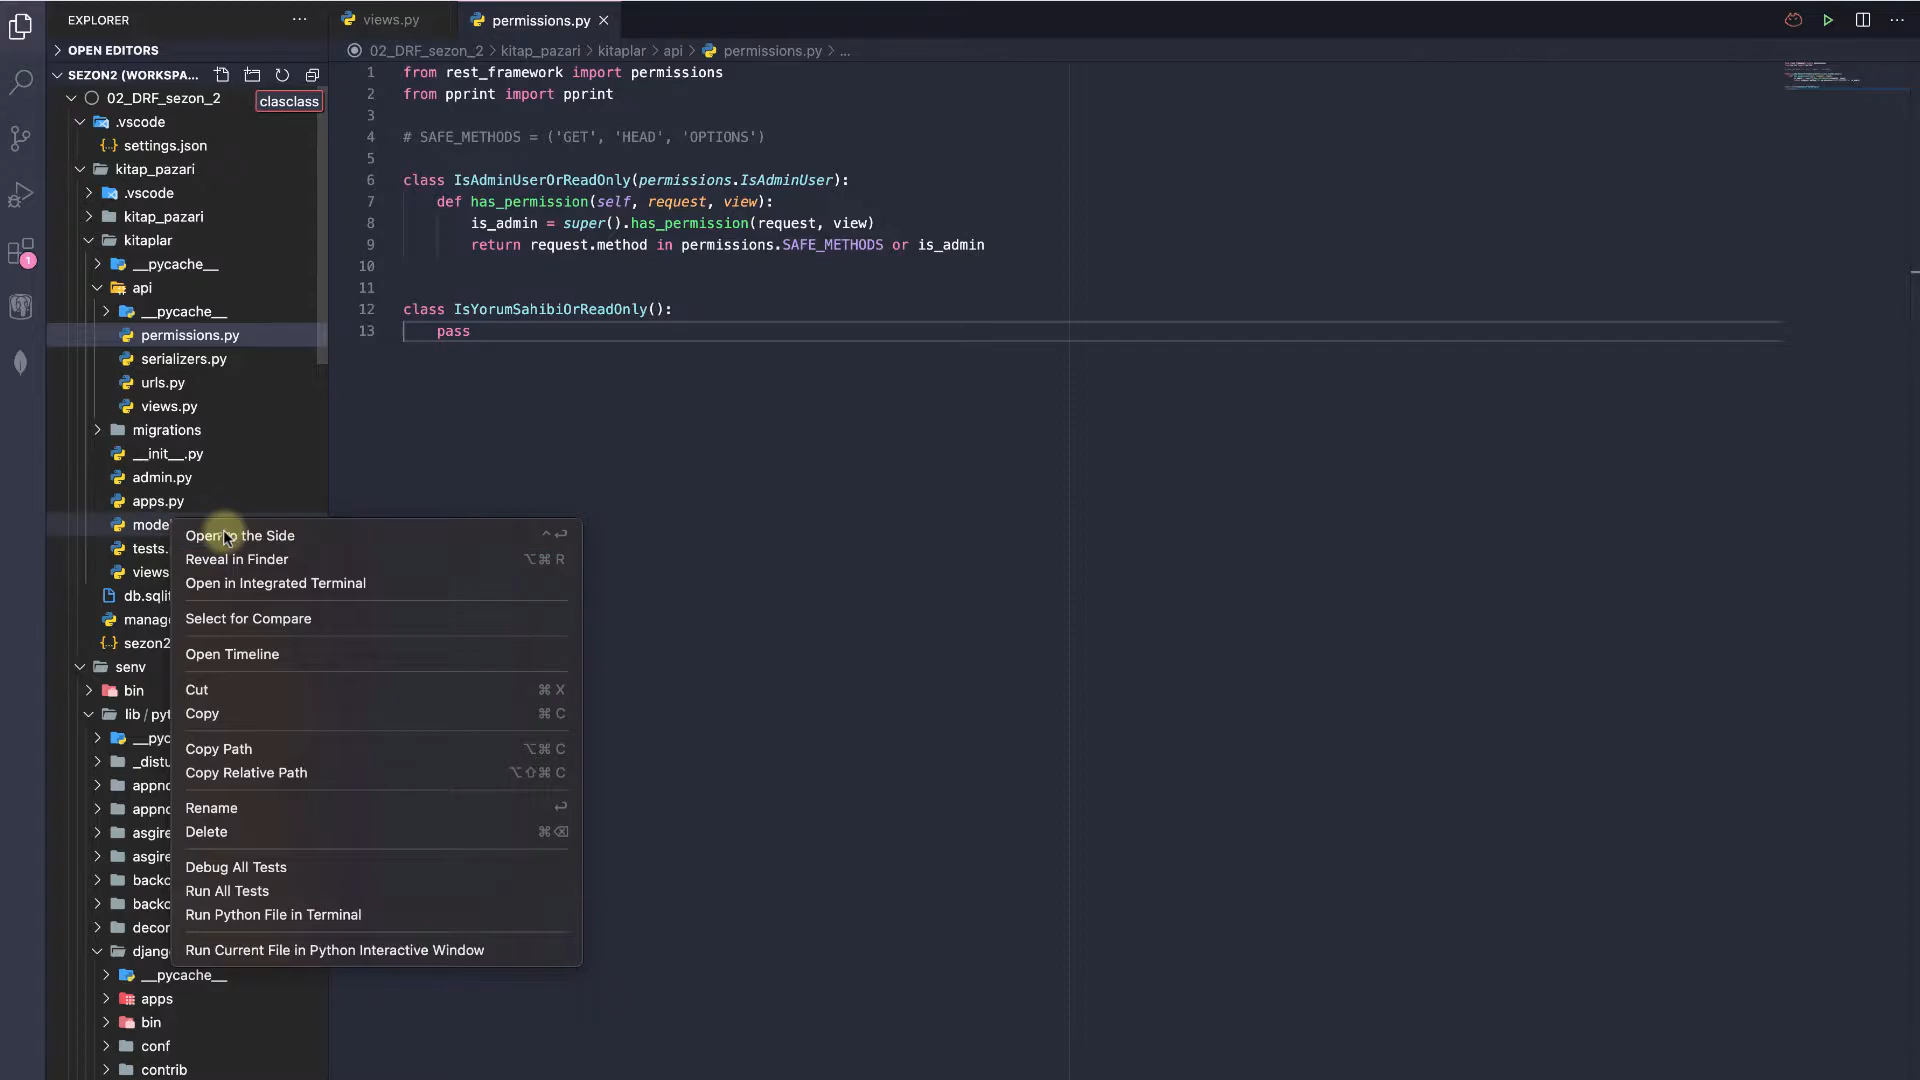 EXPLORER
OPEN EDITORS
SEZON2 (WORKSPA...
02_DRF_sezon_2
clasclass
.vscode
{..} settings.json
kitap_pazari
.vscode
kitap_pazari
kitaplar
__pycache__
api
__pycache__
permissions.py
serializers.py
urls.py
views.py
migrations
__init__.py
admin.py
apps.py
mode
tests.
views
db.sqlit
manag
{..} sezon2
senv
bin
lib / pyt
__pyc
_distu
appno
appno
asgire
asgire
backc
backc
decor
djang
__pycache__
apps
bin
conf
contrib
1
views.py
permissions.py
02_DRF_sezon_2 > kitap_pazari > kitaplar > api > permissions.py > ...
1 from rest_framework import permissions
2 from pprint import pprint
3
4 # SAFE_METHODS = ('GET', 'HEAD', 'OPTIONS')
5
6 class IsAdminUserOrReadOnly(permissions.IsAdminUser):
7 def has_permission(self, request, view):
8 is_admin = super().has_permission(request, view)
9 return request.method in permissions.SAFE_METHODS or is_admin
10
11
12 class IsYorumSahibiOrReadOnly():
13 pass
Open to the Side ⌃⏎
Reveal in Finder ⌥⌘ R
Open in Integrated Terminal
Select for Compare
Open Timeline
Cut ⌘ X
Copy ⌘ C
Copy Path ⌥⌘ C
Copy Relative Path ⌥⇧⌘ C
Rename ⏎
Delete ⌘⌫
Debug All Tests
Run All Tests
Run Python File in Terminal
Run Current File in Python Interactive Window